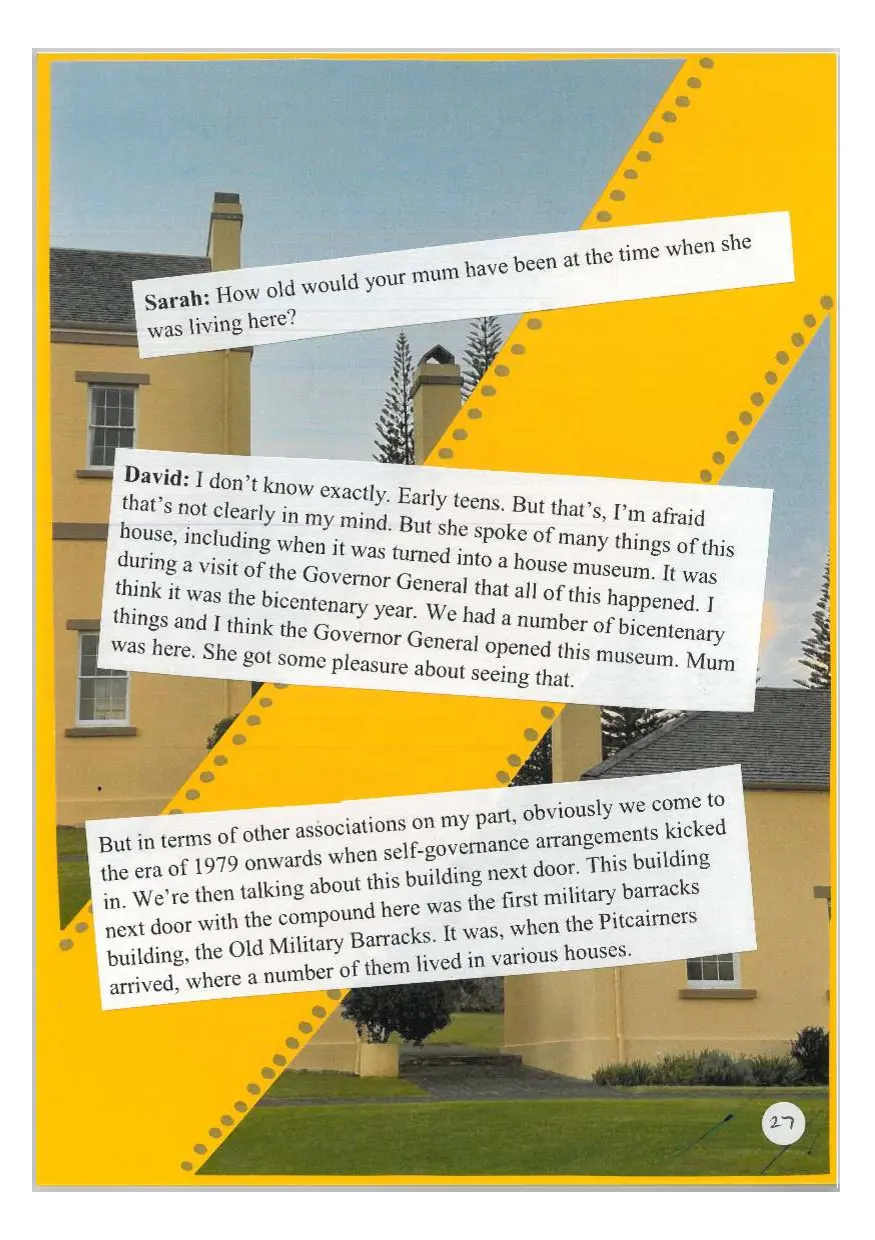 Sarah: How old would your mum have been at the time when she
was living here?
David: I don't know exactly. Early teens. But that's, I'm afraid
that's not clearly in my mind. But she spoke of many things of this
house, including when it was turned into a house museum. It was
during a visit of the Governor General that all of this happened. I
think it was the bicentenary year. We had a number of bicentenary
things and I think the Governor General opened this museum. Mum
was here. She got some pleasure about seeing that.
But in terms of other associations on my part, obviously we come to
the era of 1979 onwards when self-governance arrangements kicked
in. We're then talking about this building next door. This building
next door with the compound here was the first military barracks
building, the Old Military Barracks. It was, when the Pitcairners
arrived, where a number of them lived in various houses.
27